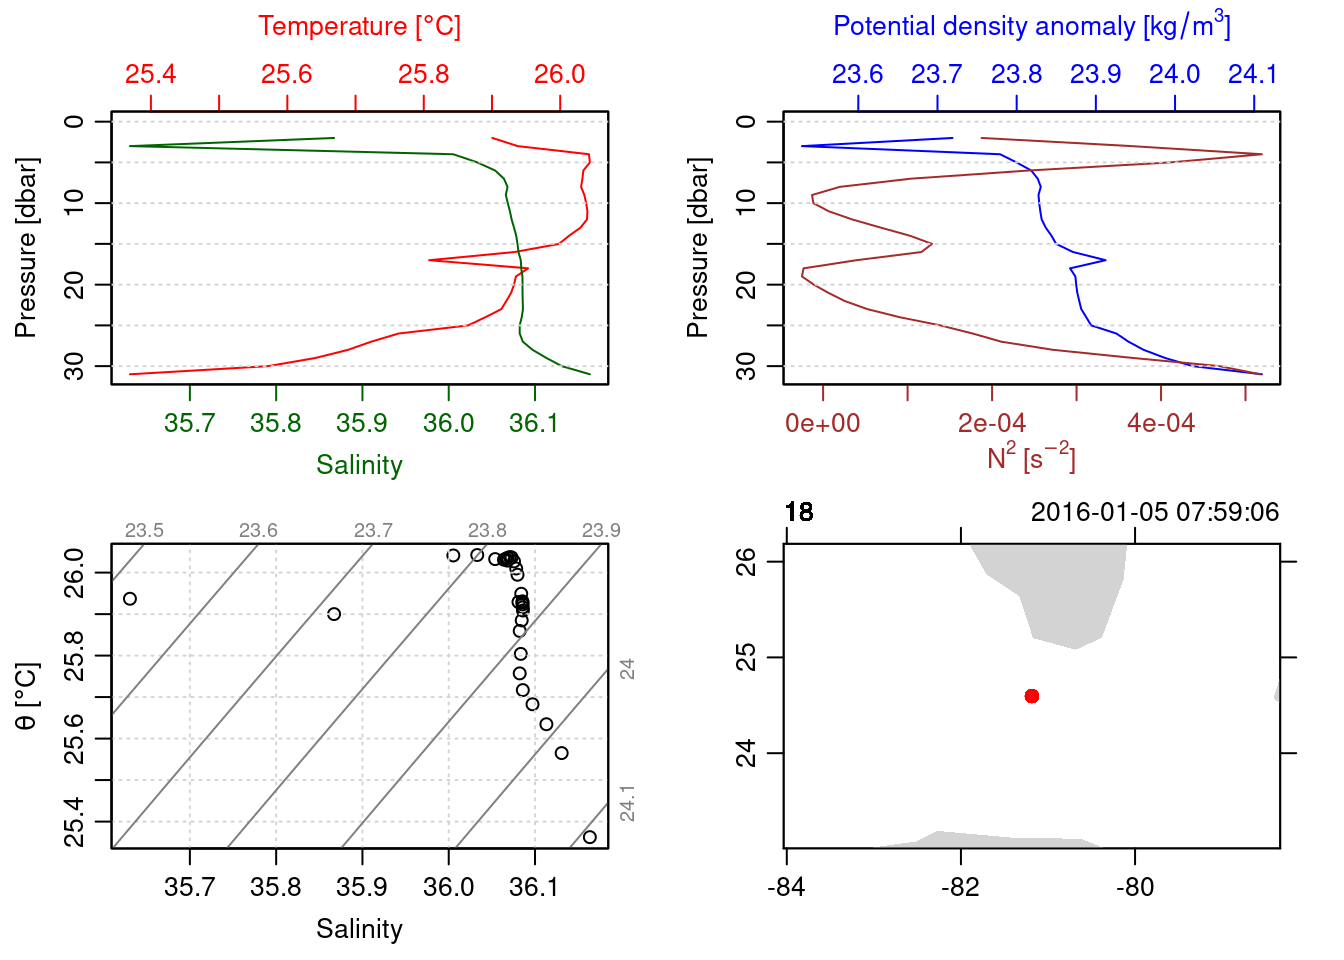 Temperature [°C]
25.4 25.6 25.8 26.0
Pressure [dbar]
0 10 20 30
35.7 35.8 35.9 36.0 36.1
Salinity
Potential density anomaly [kg/m³]
23.6 23.7 23.8 23.9 24.0 24.1
Pressure [dbar]
0 10 20 30
0e+00 2e-04 4e-04
N² [s⁻²]
23.5 23.6 23.7 23.8 23.9
24
24.1
θ [°C]
26.0 25.8 25.6 25.4
35.7 35.8 35.9 36.0 36.1
Salinity
18 2016-01-05 07:59:06
26 25 24
-84 -82 -80